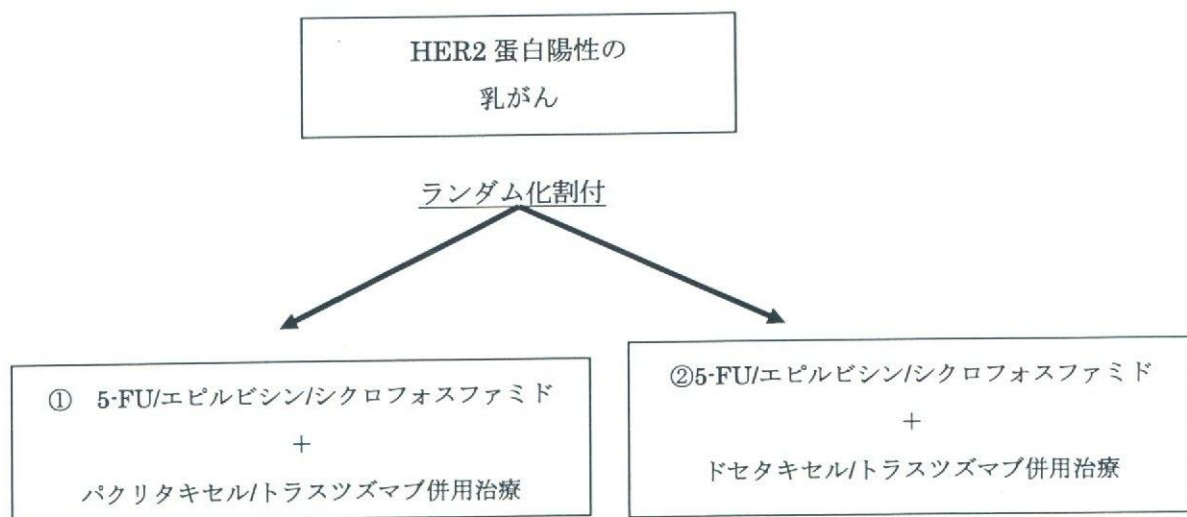 HER2 蛋白陽性の
乳がん
ランダム化割付
① 5-FU/エピルビシン/シクロフォスファミド
+
パクリタキセル/トラスツズマブ併用治療
②5-FU/エピルビシン/シクロフォスファミド
+
ドセタキセル/トラスツズマブ併用治療